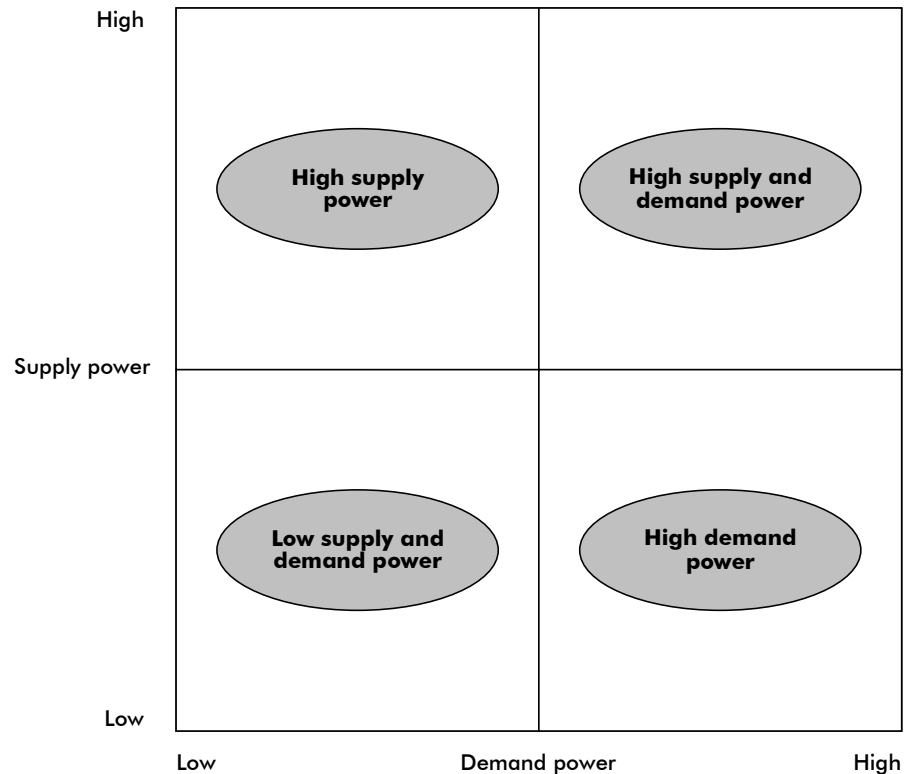 High
High supply
power
High supply and
demand power
Supply power
Low supply and
demand power
High demand
power
Low
Low
Demand power
High